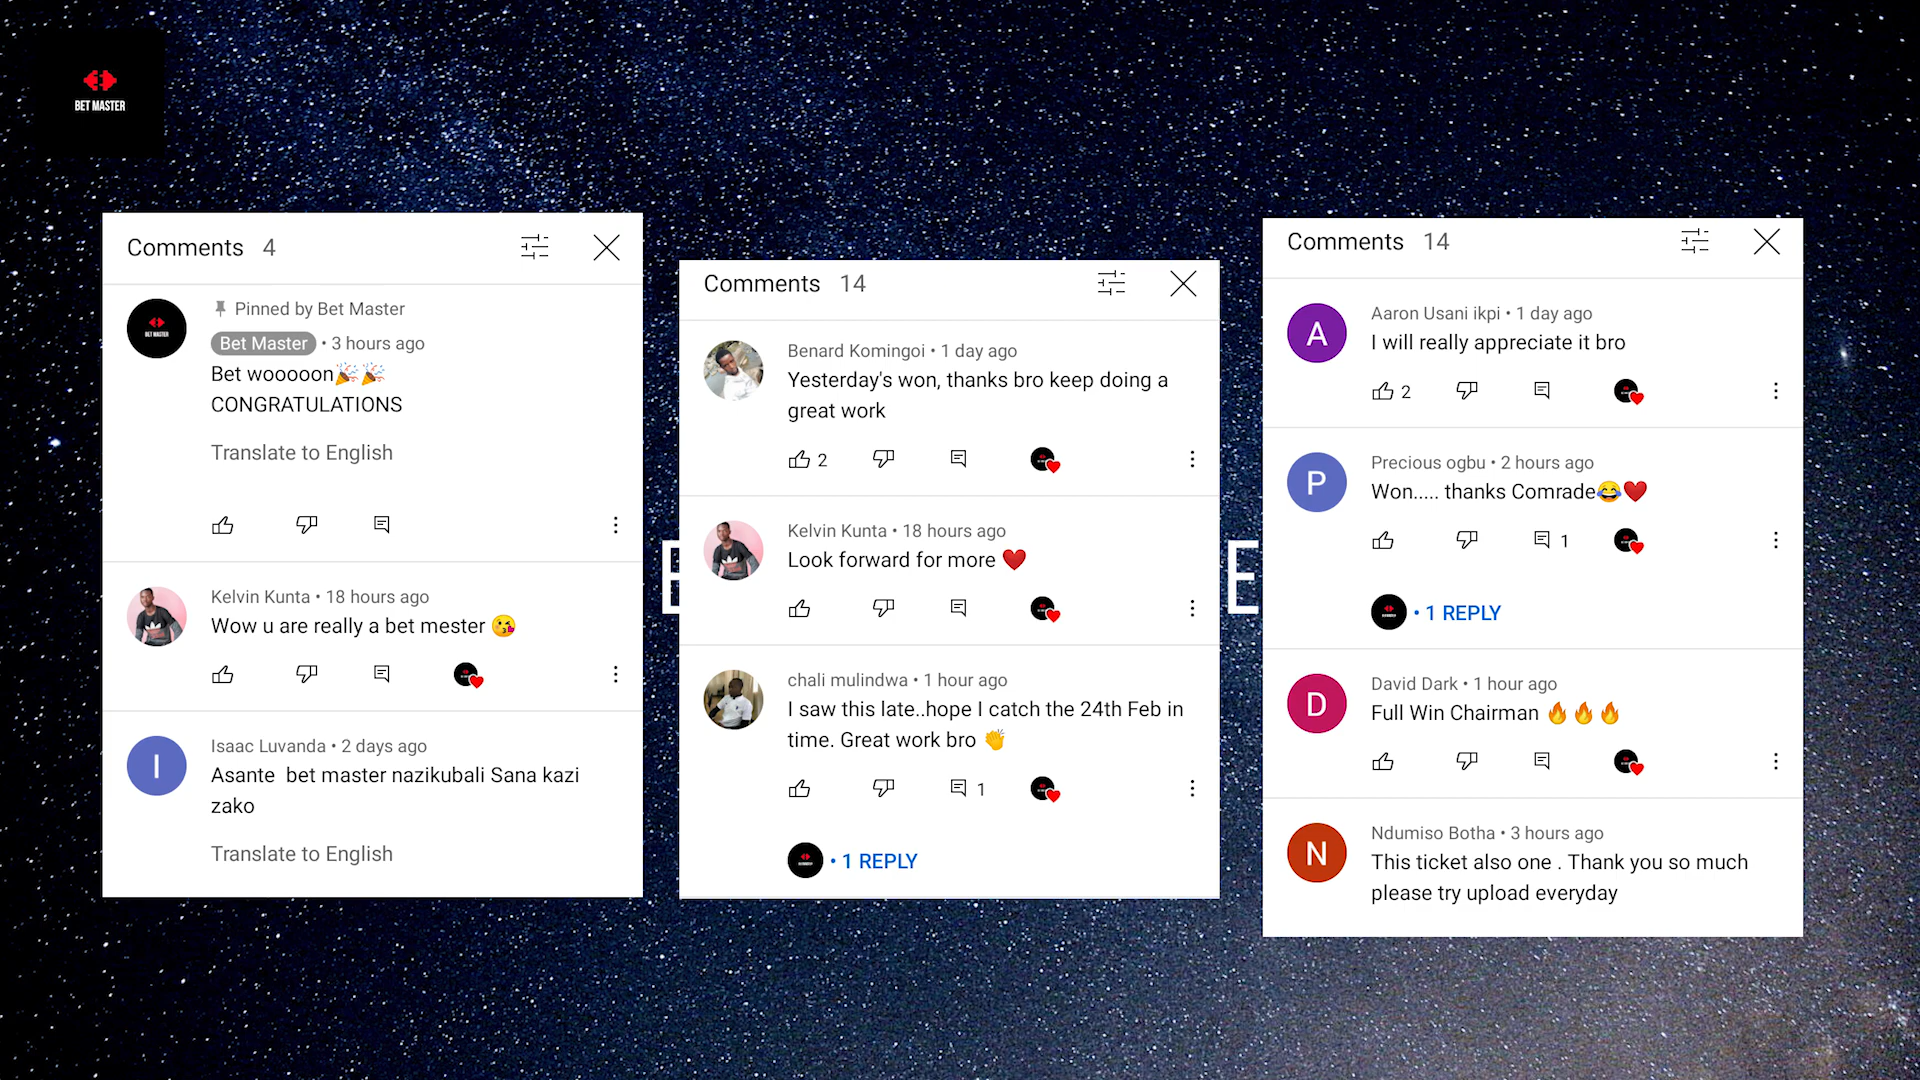 BET MASTER
Comments 4
Pinned by Bet Master
Bet Master • 3 hours ago
Bet wooooon🎉🎉
CONGRATULATIONS
Translate to English
Kelvin Kunta • 18 hours ago
Wow u are really a bet mester 😘
I
Isaac Luvanda • 2 days ago
Asante bet master nazikubali Sana kazi
zako
Translate to English
Comments 14
Benard Komingoi • 1 day ago
Yesterday's won, thanks bro keep doing a
great work
2
Kelvin Kunta • 18 hours ago
Look forward for more ❤️
chali mulindwa • 1 hour ago
I saw this late..hope I catch the 24th Feb in
time. Great work bro 👏
1
• 1 REPLY
E
Comments 14
A
Aaron Usani ikpi • 1 day ago
I will really appreciate it bro
2
P
Precious ogbu • 2 hours ago
Won..... thanks Comrade😂❤️
1
• 1 REPLY
D
David Dark • 1 hour ago
Full Win Chairman 🔥🔥🔥
N
Ndumiso Botha • 3 hours ago
This ticket also one . Thank you so much
please try upload everyday